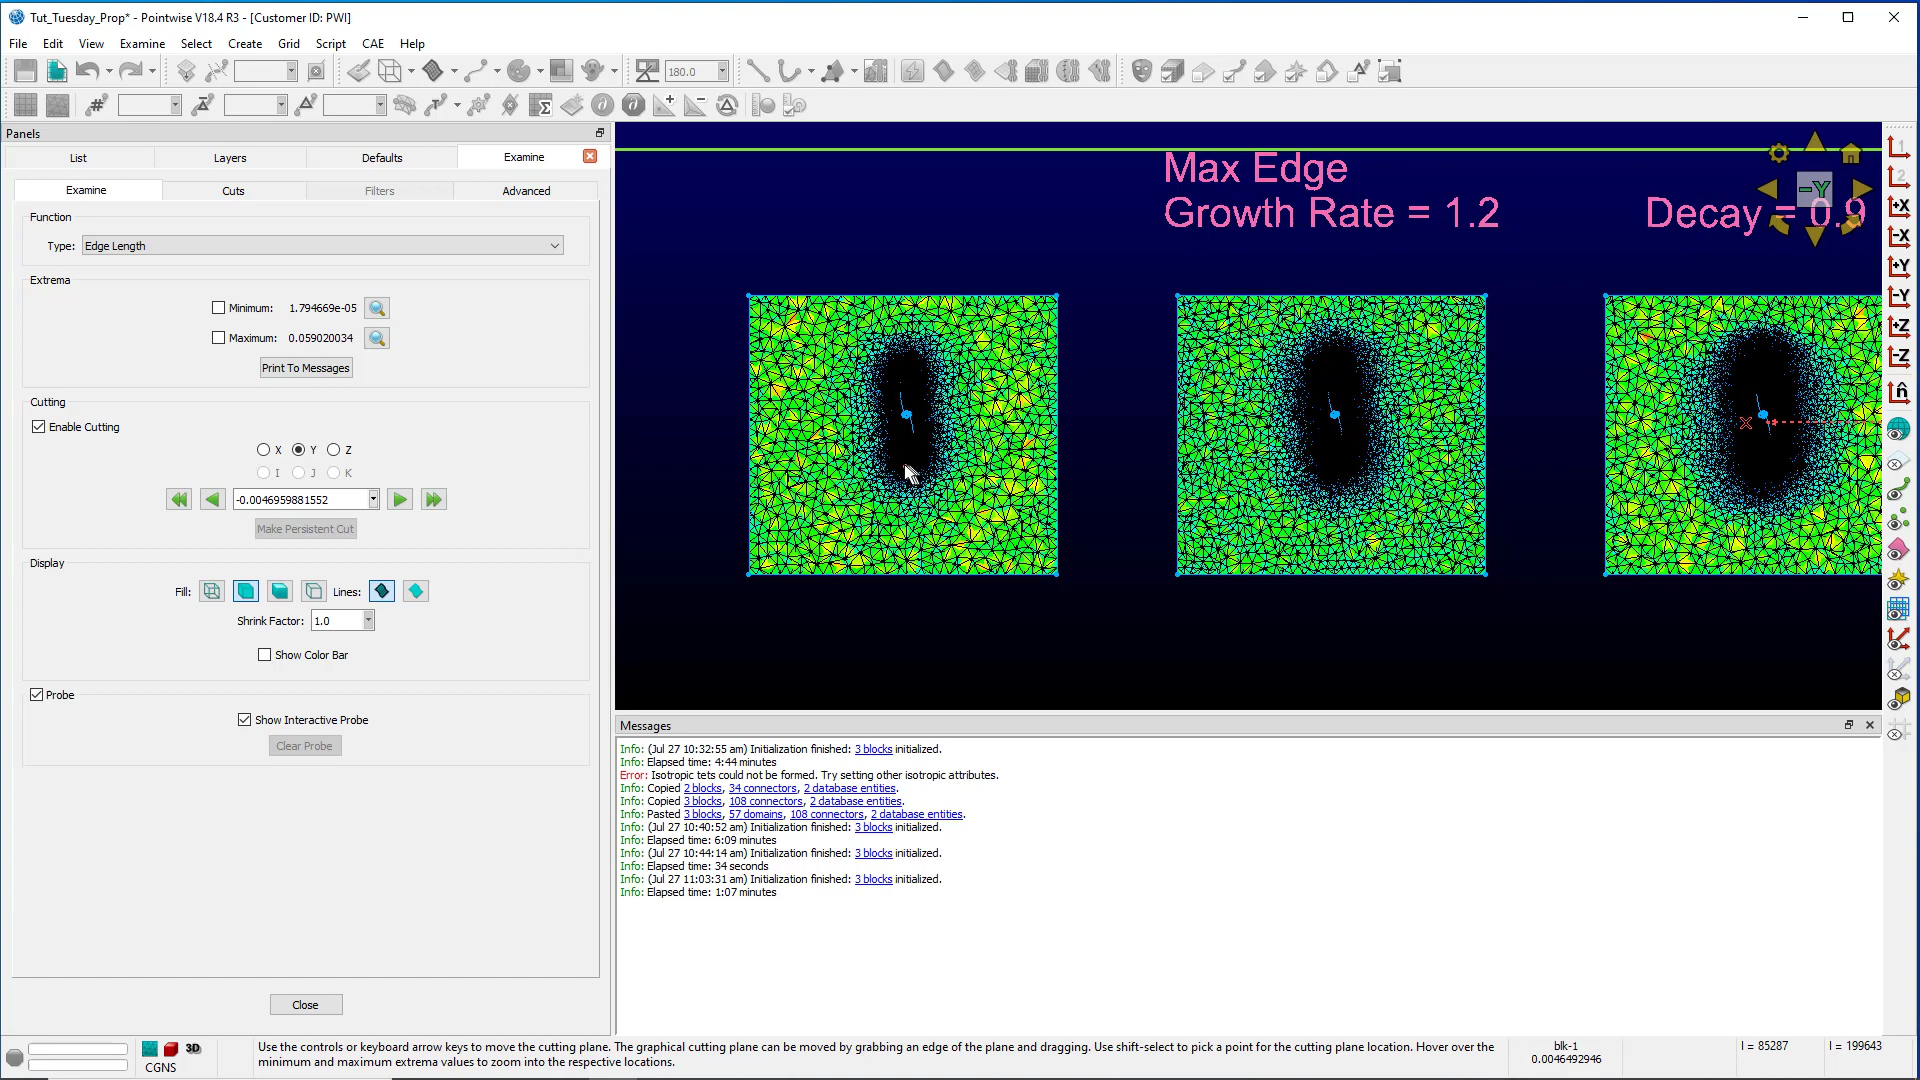 Tut_Tuesday_Prop* - Pointwise V18.4 R3 - [Customer ID: PWI]
File Edit View Examine Select Create Grid Script CAE Help
180.0
Panels
List Layers Defaults Examine
Examine Cuts Filters Advanced
Function
Type: Edge Length
Extrema
Minimum: 1.794669e-05
Maximum: 0.059020034
Print To Messages
Cutting
Enable Cutting
X Y Z
I J K
-0.0046959881552
Make Persistent Cut
Display
Fill: Lines:
Shrink Factor: 1.0
Show Color Bar
Probe
Show Interactive Probe
Clear Probe
Close
Max Edge
Growth Rate = 1.2
Decay = 0.9
-Y
1
2
+X
-X
+Y
-Y
+Z
-Z
n̂
Messages
Info: (Jul 27 10:32:55 am) Initialization finished: 3 blocks initialized.
Info: Elapsed time: 4:44 minutes
Error: Isotropic tets could not be formed. Try setting other isotropic attributes.
Info: Copied 2 blocks, 34 connectors, 2 database entities.
Info: Copied 3 blocks, 108 connectors, 2 database entities.
Info: Pasted 3 blocks, 57 domains, 108 connectors, 2 database entities.
Info: (Jul 27 10:40:52 am) Initialization finished: 3 blocks initialized.
Info: Elapsed time: 6:09 minutes
Info: (Jul 27 10:44:14 am) Initialization finished: 3 blocks initialized.
Info: Elapsed time: 34 seconds
Info: (Jul 27 11:03:31 am) Initialization finished: 3 blocks initialized.
Info: Elapsed time: 1:07 minutes
3D
CGNS
Use the controls or keyboard arrow keys to move the cutting plane. The graphical cutting plane can be moved by grabbing an edge of the plane and dragging. Use shift-select to pick a point for the cutting plane location. Hover over the
minimum and maximum extrema values to zoom into the respective locations.
blk-1
0.0046492946
I = 85287
I = 199643